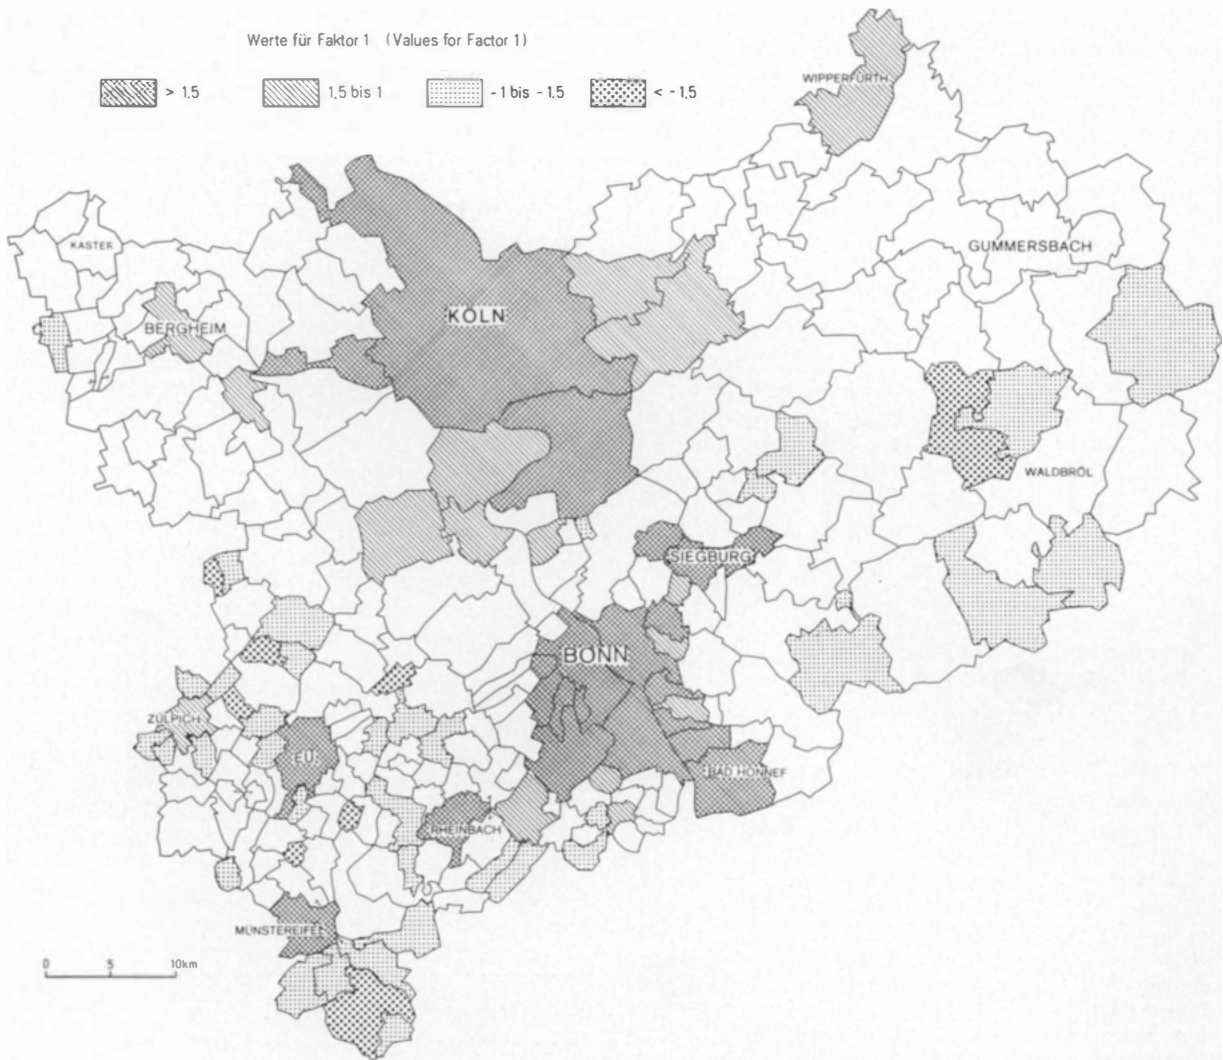 Werte für Faktor 1 (Values for Factor 1)
> 1,5
1,5 bis 1
- 1 bis - 1,5
< - 1,5
WIPPERFÜRTH
KASTER
GUMMERSBACH
KÖLN
BERGHEIM
WALDBRÖL
SIEGBURG
BONN
ZÜLPICH
EU.
BAD HONNEF
RHEINBACH
MÜNSTEREIFEL
0 5 10km